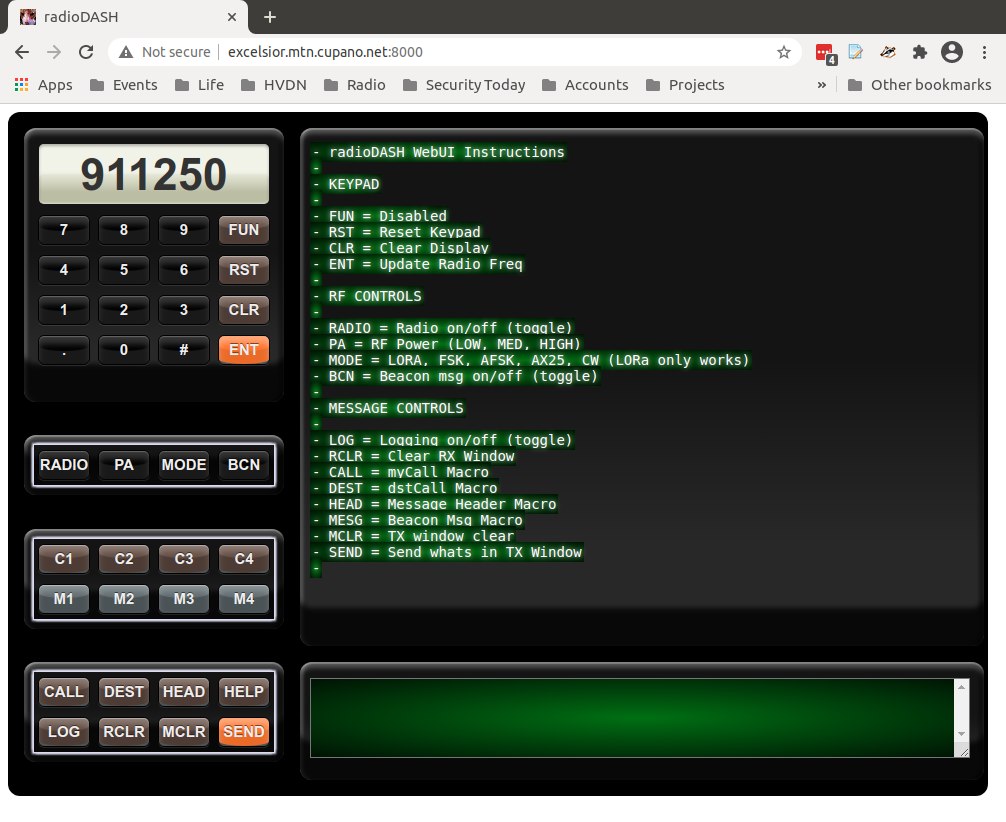 radioDASH
Not secure | excelsior.mtn.cupano.net:8000
4
Apps Events Life HVDN Radio Security Today Accounts Projects » Other bookmarks
911250
7 8 9 FUN
4 5 6 RST
1 2 3 CLR
. 0 # ENT
RADIO PA MODE BCN
C1 C2 C3 C4
M1 M2 M3 M4
CALL DEST HEAD HELP
LOG RCLR MCLR SEND
- radioDASH WebUI Instructions
-
- KEYPAD
-
- FUN = Disabled
- RST = Reset Keypad
- CLR = Clear Display
- ENT = Update Radio Freq
-
- RF CONTROLS
-
- RADIO = Radio on/off (toggle)
- PA = RF Power (LOW, MED, HIGH)
- MODE = LORA, FSK, AFSK, AX25, CW (LORa only works)
- BCN = Beacon msg on/off (toggle)
-
- MESSAGE CONTROLS
-
- LOG = Logging on/off (toggle)
- RCLR = Clear RX Window
- CALL = myCall Macro
- DEST = dstCall Macro
- HEAD = Message Header Macro
- MESG = Beacon Msg Macro
- MCLR = TX window clear
- SEND = Send whats in TX Window
-